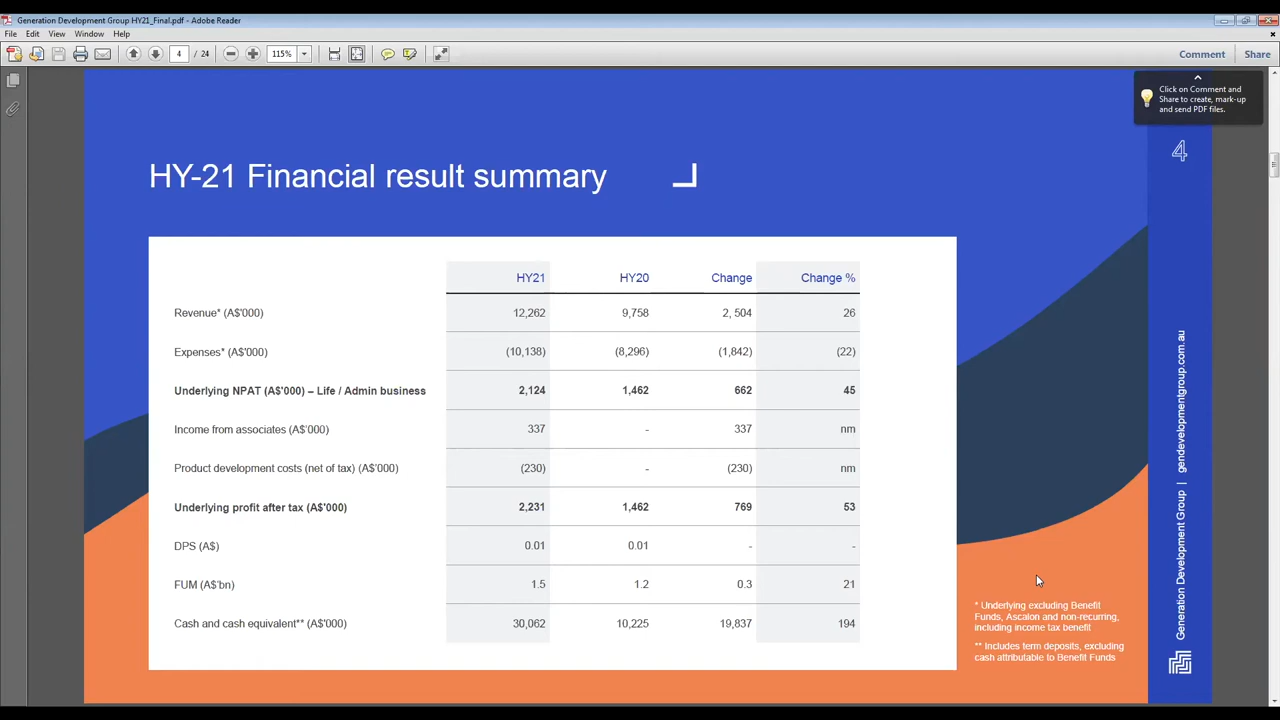 Generation Development Group HY21_Final.pdf - Adobe Reader
File Edit View Window Help
4 / 24 115% Comment Share
Click on Comment and
Share to create, mark-up
and send PDF files.
4
HY-21 Financial result summary
HY21 HY20 Change Change %
Revenue* (A$'000) 12,262 9,758 2, 504 26
Expenses* (A$'000) (10,138) (8,296) (1,842) (22)
Underlying NPAT (A$'000) – Life / Admin business 2,124 1,462 662 45
Income from associates (A$'000) 337 - 337 nm
Product development costs (net of tax) (A$'000) (230) - (230) nm
Underlying profit after tax (A$'000) 2,231 1,462 769 53
DPS (A$) 0.01 0.01 - -
FUM (A$'bn) 1.5 1.2 0.3 21
Cash and cash equivalent** (A$'000) 30,062 10,225 19,837 194
* Underlying excluding Benefit
Funds, Ascalon and non-recurring,
including income tax benefit
** Includes term deposits, excluding
cash attributable to Benefit Funds
Generation Development Group | gendevelopmentgroup.com.au